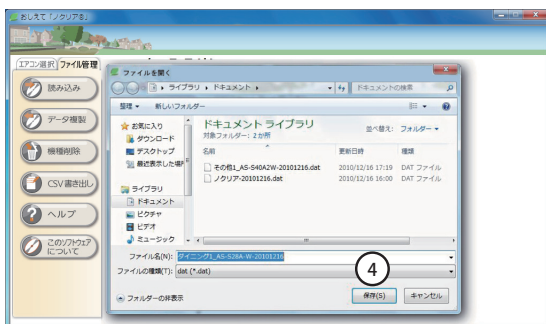 おしえて「ノクリアる」
エアコン選択 ファイル管理
読み込み
データ複製
機種削除
CSV書き出し
ヘルプ
このソフトウェア
について
ファイルを開く
ライブラリ ▸ ドキュメント ▸
ドキュメントの検索
整理 ▼ 新しいフォルダー
お気に入り
ダウンロード
デスクトップ
最近表示した場所
ライブラリ
ドキュメント
ピクチャ
ビデオ
ミュージック
ドキュメント ライブラリ
対象フォルダー: 2 か所
並べ替え: フォルダー ▼
名前 更新日時 種類
その他1_AS-S40A2W-20101216.dat 2010/12/16 17:19 DAT ファイル
ノクリア-20101216.dat 2010/12/16 16:00 DAT ファイル
ファイル名(N): ダイニング1_AS-S28A-W-20101216
ファイルの種類(T): dat (*.dat)
4
フォルダーの非表示
保存(S) キャンセル